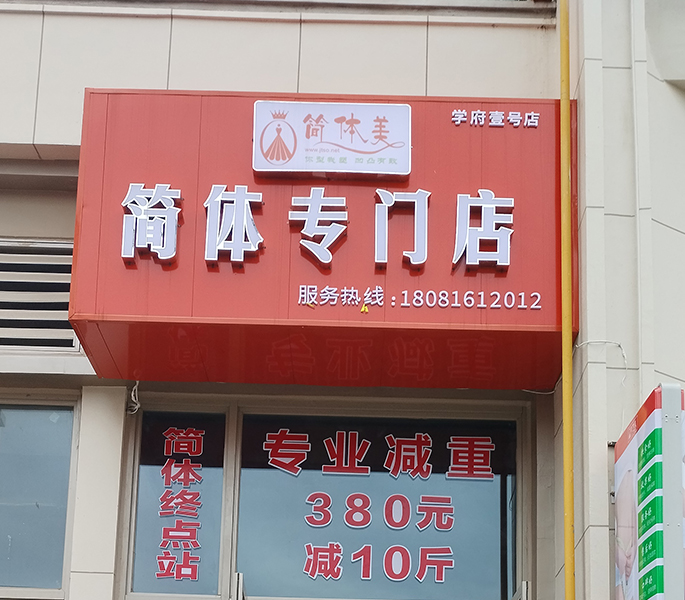 学府壹号店
简体美
简体专门店
服务热线:18081612012
简体终点站
专业减重
380元
减10斤